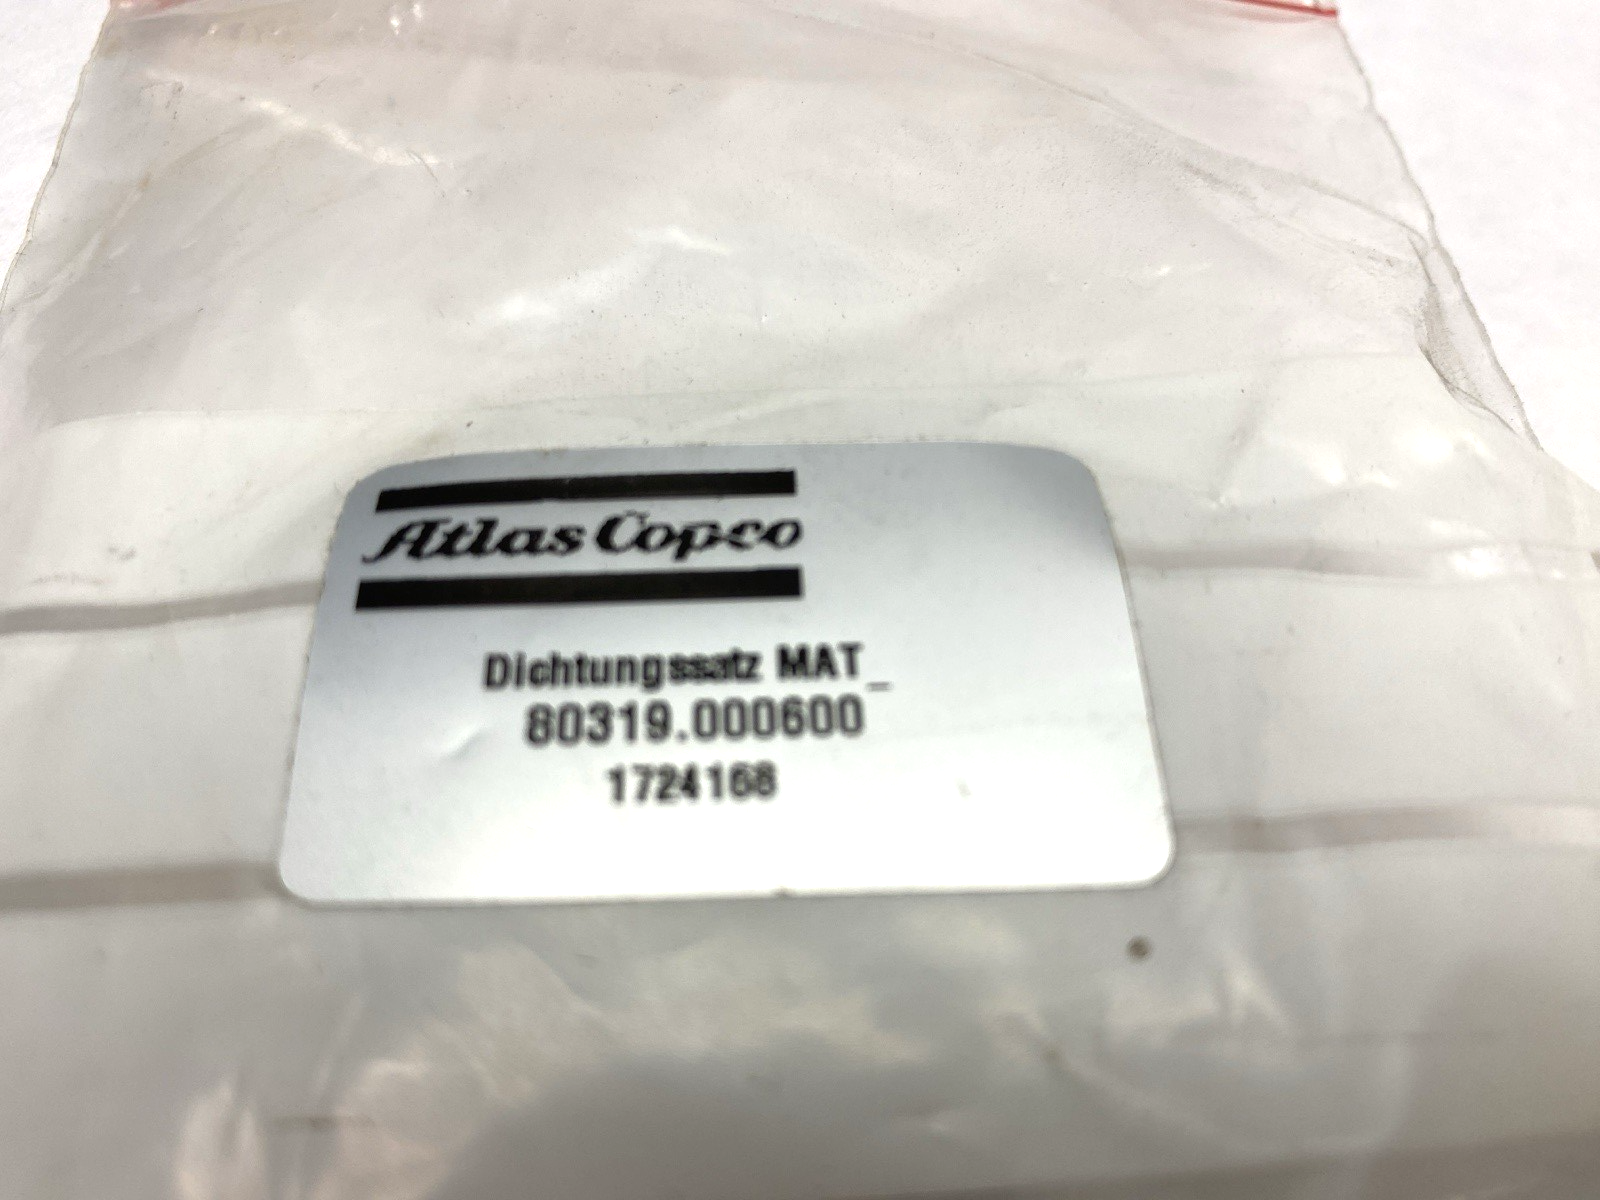 Atlas Copco
Dichtungssatz MAT_
80319.000600
1724168